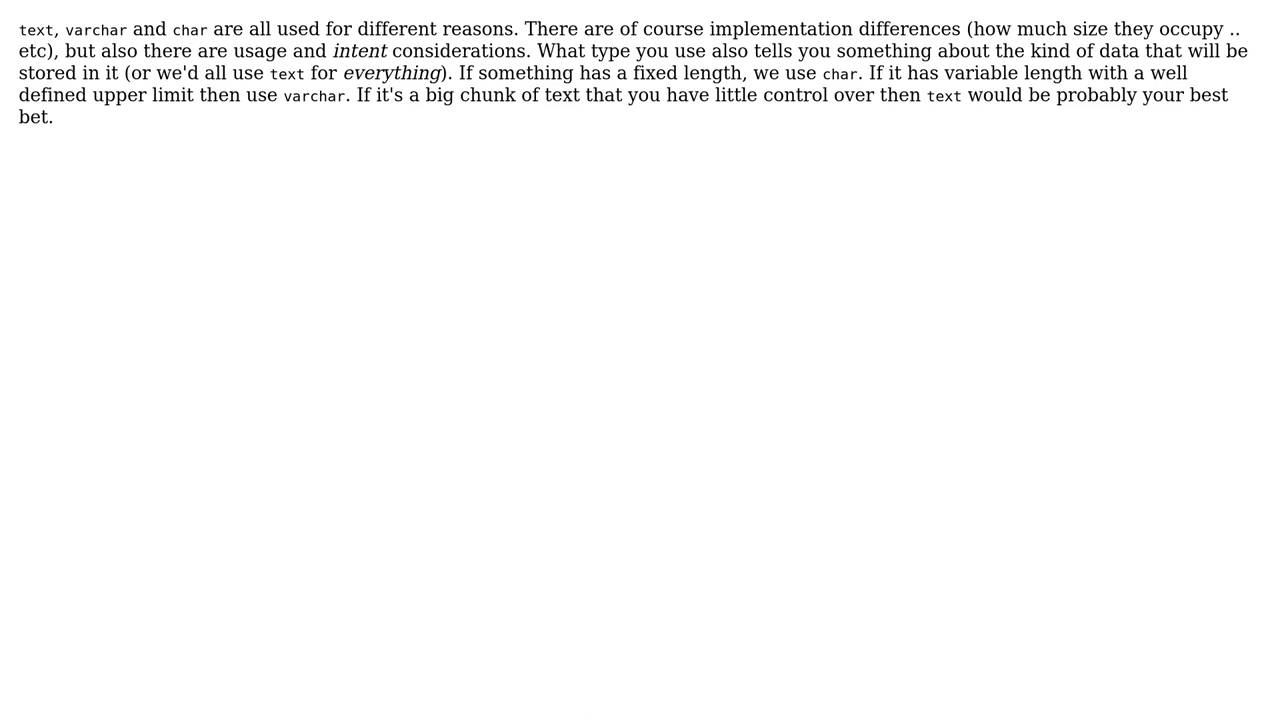 text, varchar and char are all used for different reasons. There are of course implementation differences (how much size they occupy ..
etc), but also there are usage and intent considerations. What type you use also tells you something about the kind of data that will be
stored in it (or we'd all use text for everything). If something has a fixed length, we use char. If it has variable length with a well
defined upper limit then use varchar. If it's a big chunk of text that you have little control over then text would be probably your best
bet.